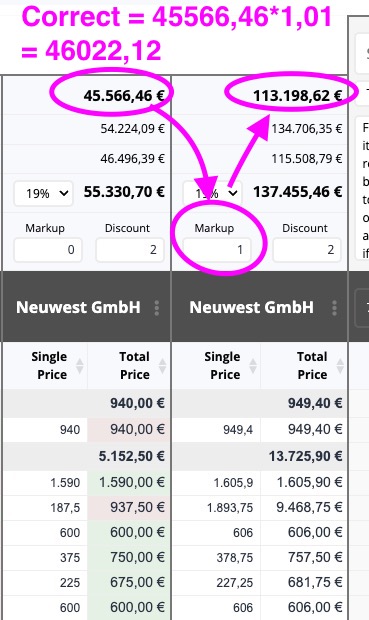 Correct = 45566,46*1,01
= 46022,12
45.566,46 € 113.198,62 €
54.224,09 € 134.706,35 €
46.496,39 € 115.508,79 €
19% 55.330,70 € 137.455,46 €
Markup Discount Markup Discount
0 2 1 2
Neuwest GmbH Neuwest GmbH
Single Price Total Price Single Price Total Price
940,00 € 949,40 €
940 940,00 € 949,4 949,40 €
5.152,50 € 13.725,90 €
1.590 1.590,00 € 1.605,9 1.605,90 €
187,5 937,50 € 1.893,75 9.468,75 €
600 600,00 € 606 606,00 €
375 750,00 € 378,75 757,50 €
225 675,00 € 227,25 681,75 €
600 600,00 € 606 606,00 €